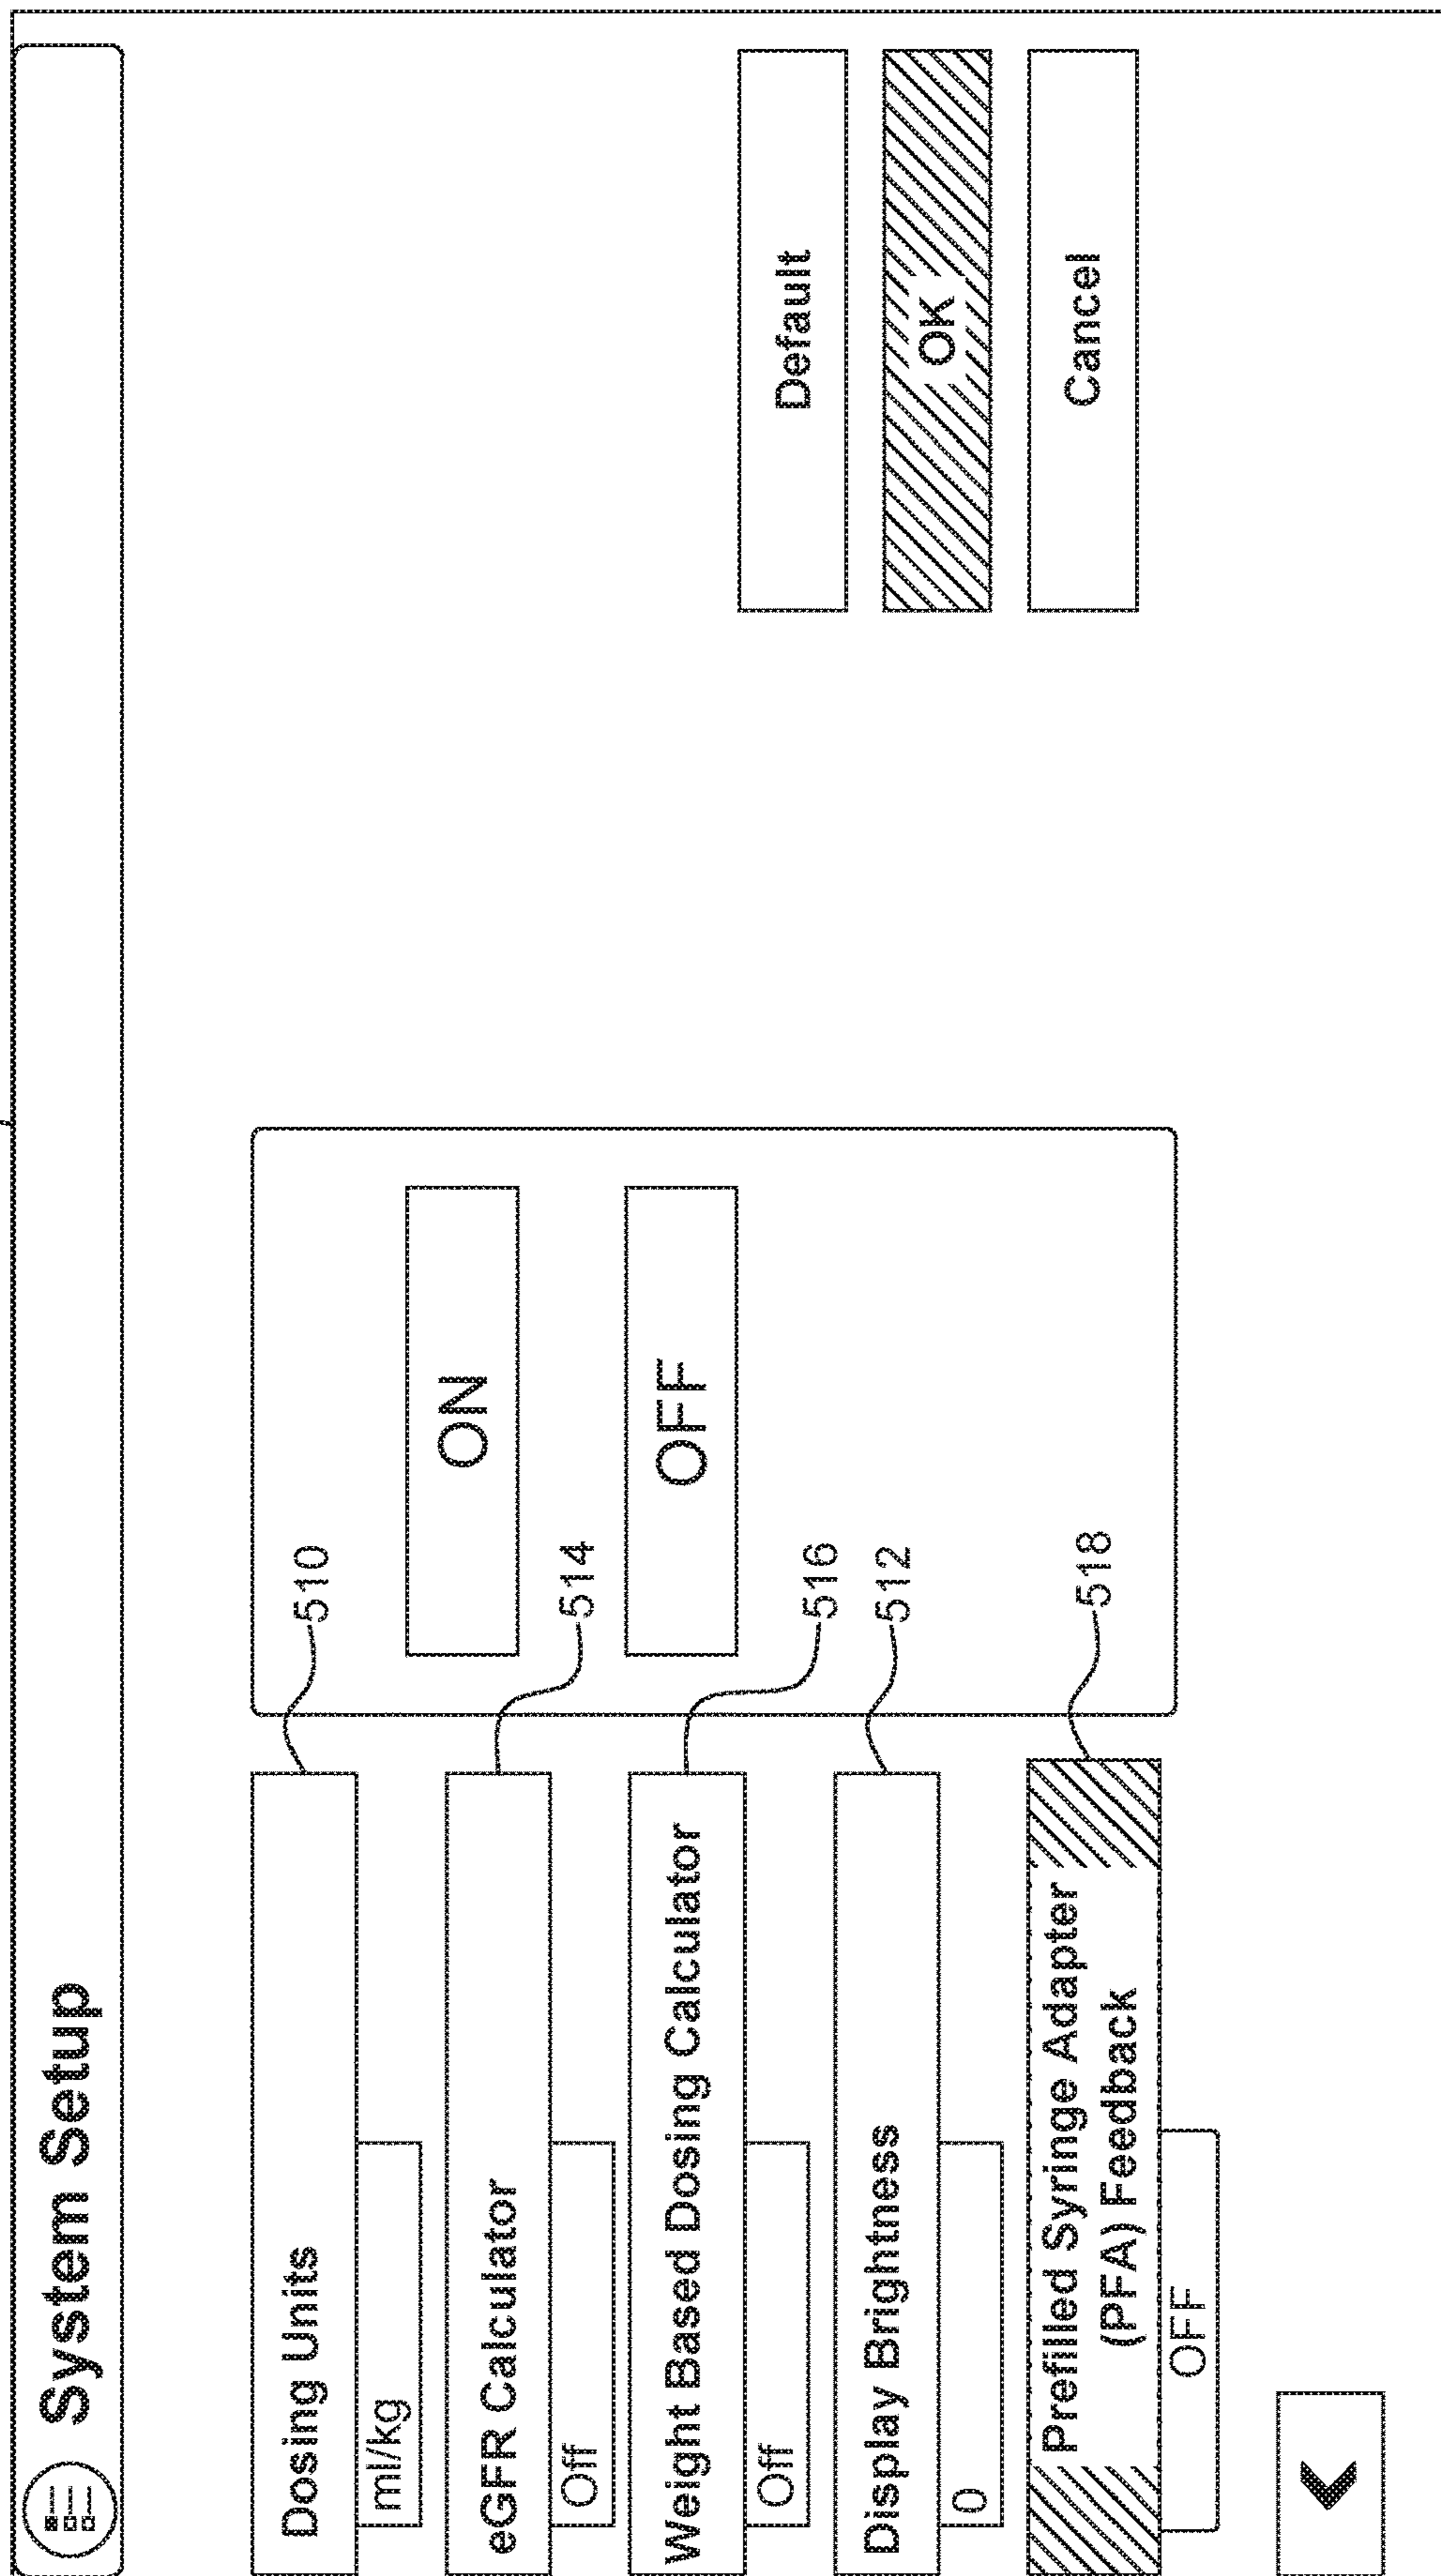 System Setup
Dosing Units
510
ml/kg
ON
eGFR Calculator
514
Off
OFF
Weight Based Dosing Calculator
516
Off
Display Brightness
512
0
Prefilled Syringe Adapter
(PFA) Feedback
518
OFF
Default
OK
Cancel